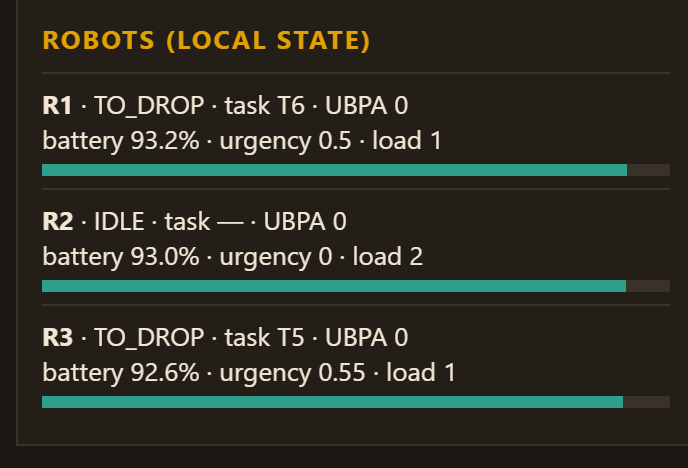 ROBOTS (LOCAL STATE)
R1 · TO_DROP · task T6 · UBPA 0
battery 93.2% · urgency 0.5 · load 1
R2 · IDLE · task — · UBPA 0
battery 93.0% · urgency 0 · load 2
R3 · TO_DROP · task T5 · UBPA 0
battery 92.6% · urgency 0.55 · load 1